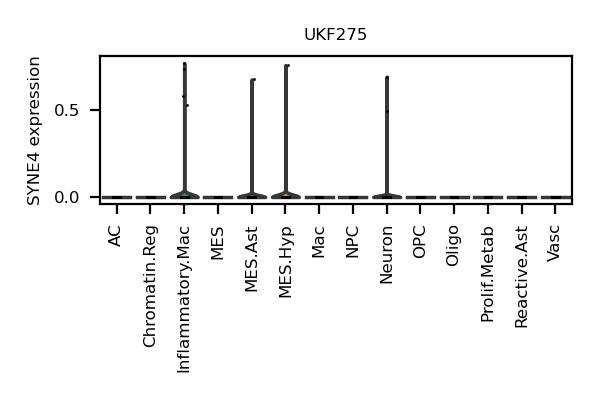 UKF275
SYNE4 expression
0.5
0.0
AC
Chromatin.Reg
Inflammatory.Mac
MES
MES.Ast
MES.Hyp
Mac
NPC
Neuron
OPC
Oligo
Prolif.Metab
Reactive.Ast
Vasc